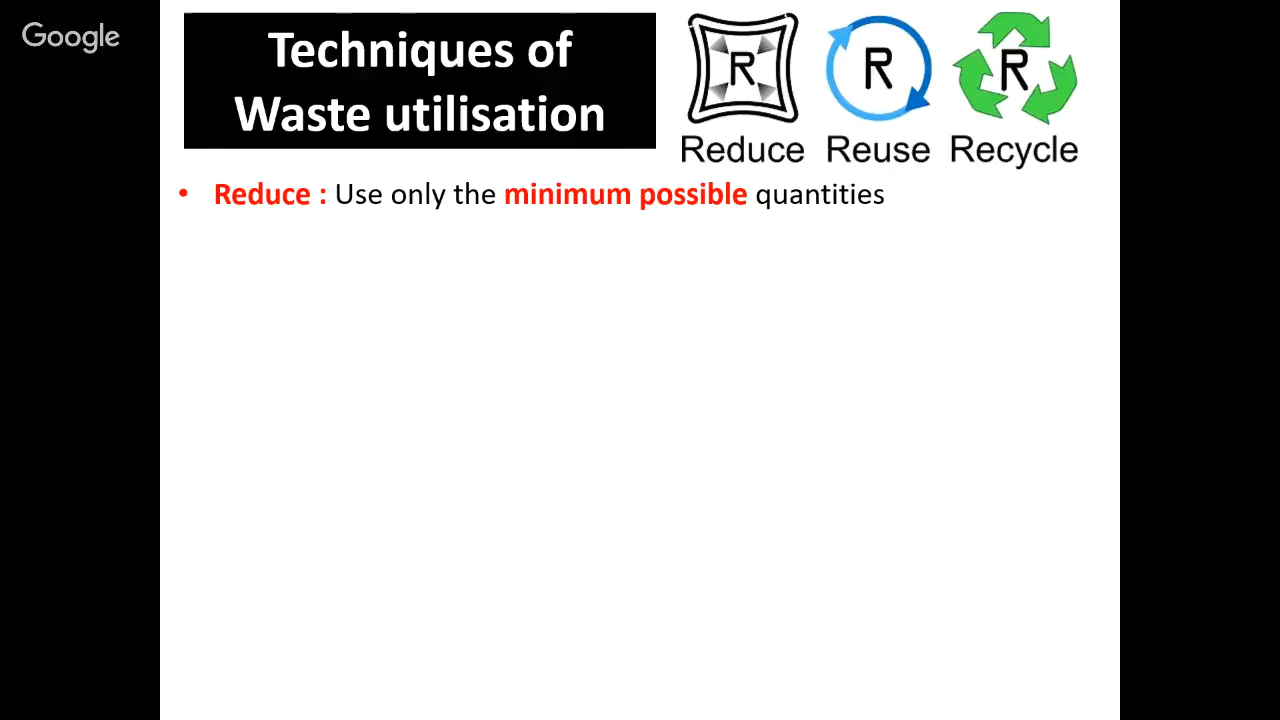 Google
Techniques of
Waste utilisation
R R R
Reduce Reuse Recycle
• Reduce : Use only the minimum possible quantities